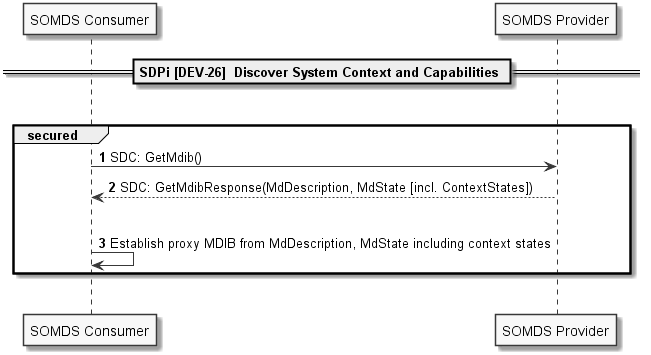 SOMDS Consumer
SOMDS Provider
SDPi [DEV-26]  Discover System Context and Capabilities
secured
1 SDC: GetMdib()
2 SDC: GetMdibResponse(MdDescription, MdState [incl. ContextStates])
3 Establish proxy MDIB from MdDescription, MdState including context states
SOMDS Consumer
SOMDS Provider